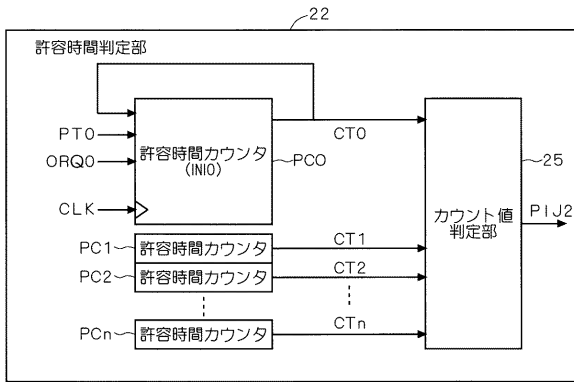 22
許容時間判定部
PT0
ORQ0
CLK
許容時間カウンタ
(INI0)
PC0
CT0
25
カウント値
判定部
PIJ2
PC1
許容時間カウンタ
CT1
PC2
許容時間カウンタ
CT2
PCn
許容時間カウンタ
CTn